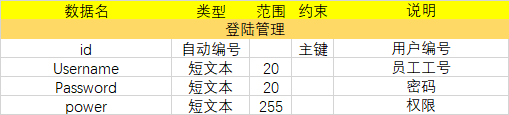 数据名 类型 范围 约束 说明
登陆管理
id 自动编号 主键 用户编号
Username 短文本 20 员工工号
Password 短文本 20 密码
power 短文本 255 权限